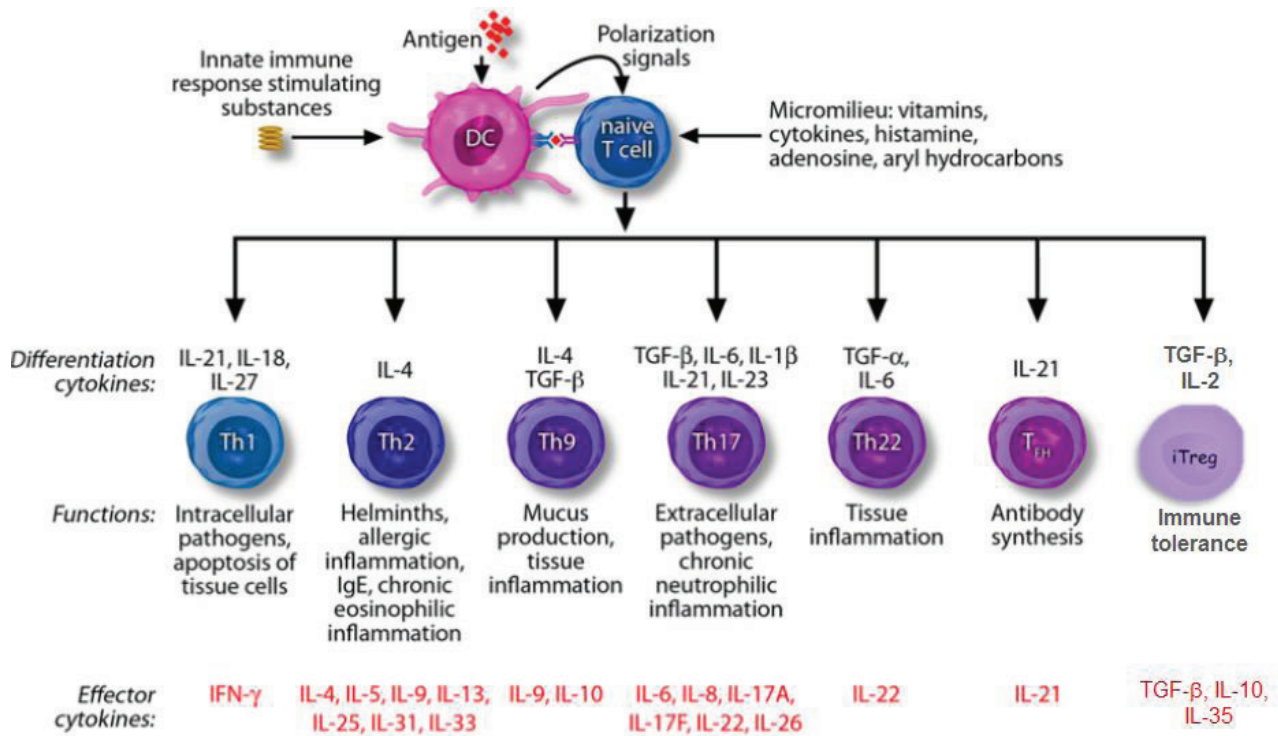 Antigen
Polarization
signals
Innate immune
response stimulating
substances
DC
naive
T cell
Micromilieu: vitamins,
cytokines, histamine,
adenosine, aryl hydrocarbons
Differentiation
cytokines:
IL-21, IL-18,
IL-27
IL-4
IL-4
TGF-β
TGF-β, IL-6, IL-1β
IL-21, IL-23
TGF-α,
IL-6
IL-21
TGF-β,
IL-2
Th1
Th2
Th9
Th17
Th22
TFH
iTreg
Functions:
Intracellular
pathogens,
apoptosis of
tissue cells
Helminths,
allergic
inflammation,
IgE, chronic
eosinophilic
inflammation
Mucus
production,
tissue
inflammation
Extracellular
pathogens,
chronic
neutrophilic
inflammation
Tissue
inflammation
Antibody
synthesis
Immune
tolerance
Effector
cytokines:
IFN-γ
IL-4, IL-5, IL-9, IL-13,
IL-25, IL-31, IL-33
IL-9, IL-10
IL-6, IL-8, IL-17A,
IL-17F, IL-22, IL-26
IL-22
IL-21
TGF-β, IL-10,
IL-35